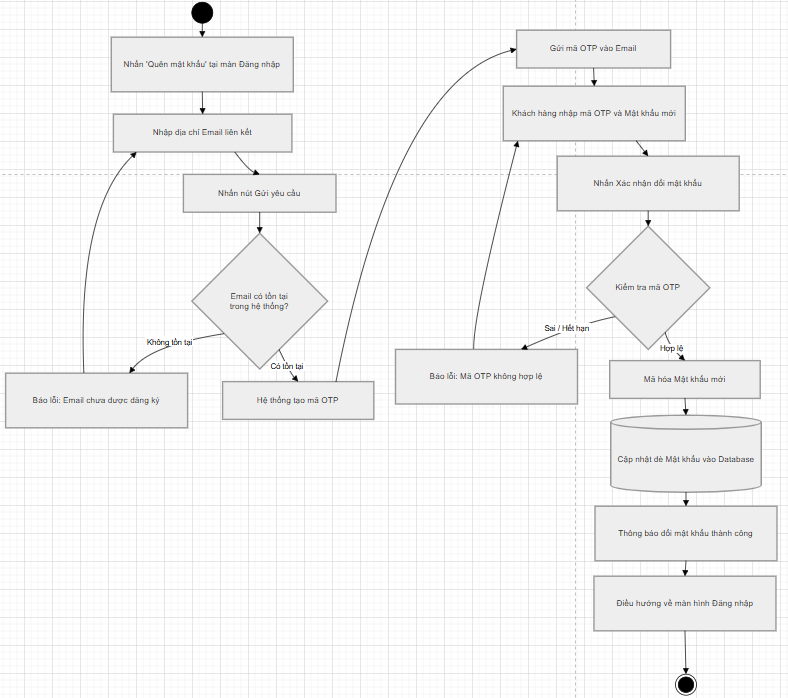 Nhấn 'Quên mật khẩu' tại màn Đăng nhập
Nhập địa chỉ Email liên kết
Nhấn nút Gửi yêu cầu
Email có tồn tại
trong hệ thống?
Không tồn tại
Có tồn tại
Báo lỗi: Email chưa được đăng ký
Hệ thống tạo mã OTP
Gửi mã OTP vào Email
Khách hàng nhập mã OTP và Mật khẩu mới
Nhấn Xác nhận đổi mật khẩu
Kiểm tra mã OTP
Sai / Hết hạn
Hợp lệ
Báo lỗi: Mã OTP không hợp lệ
Mã hóa Mật khẩu mới
Cập nhật đè Mật khẩu vào Database
Thông báo đổi mật khẩu thành công
Điều hướng về màn hình Đăng nhập